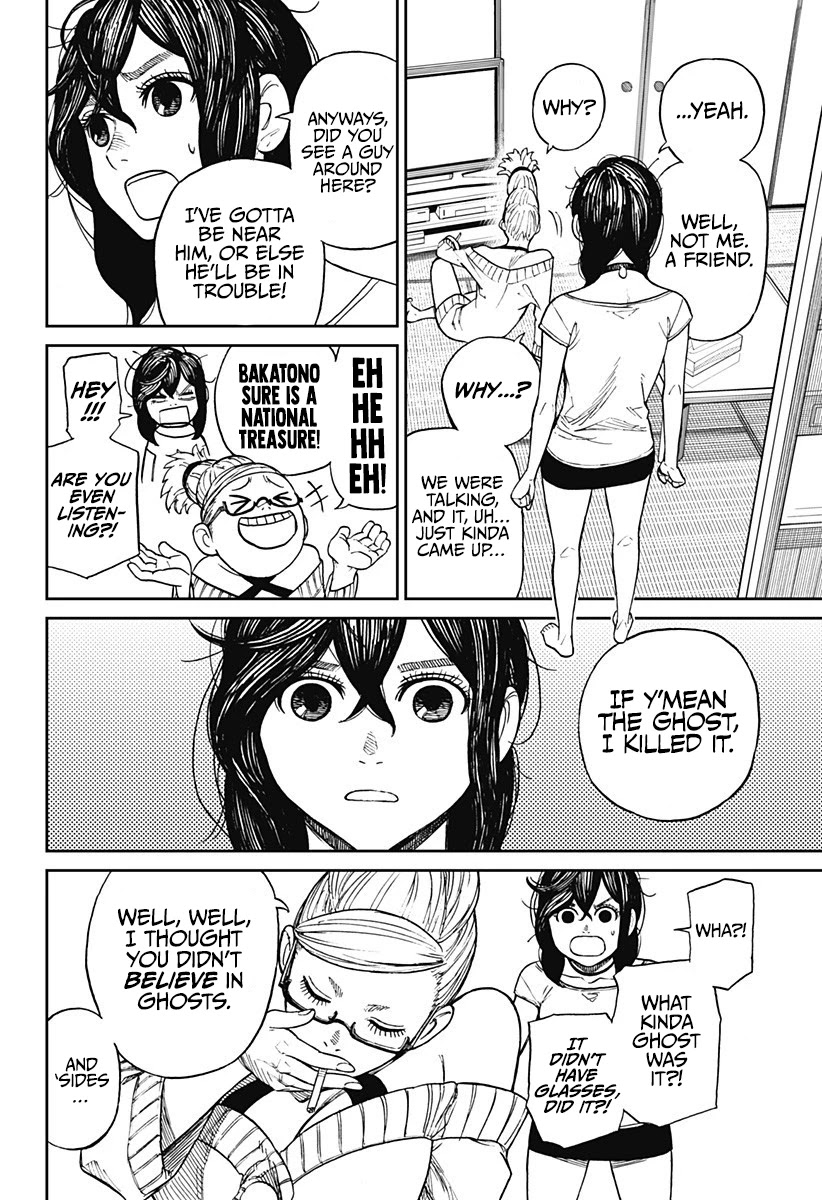 ...YEAH.
WELL,
NOT ME.
A FRIEND.
WHY?
WHY...?
WE WERE
TALKING,
AND IT, UH...
JUST KINDA
CAME UP...
ANYWAYS,
DID YOU
SEE A GUY
AROUND
HERE?
I'VE GOTTA
BE NEAR
HIM, OR ELSE
HE'LL BE IN
TROUBLE!
EH
HE
HH
EH!
BAKATONO
SURE IS A
NATIONAL
TREASURE!
HEY
!!!
ARE YOU
EVEN
LISTEN-
ING?!
IF Y'MEAN
THE GHOST,
I KILLED IT.
WHA?!
WHAT
KINDA
GHOST
WAS
IT?!
IT
DIDN'T
HAVE
GLASSES,
DID IT?!
WELL, WELL,
I THOUGHT
YOU DIDN'T
BELIEVE IN
GHOSTS.
AND
'SIDES
...